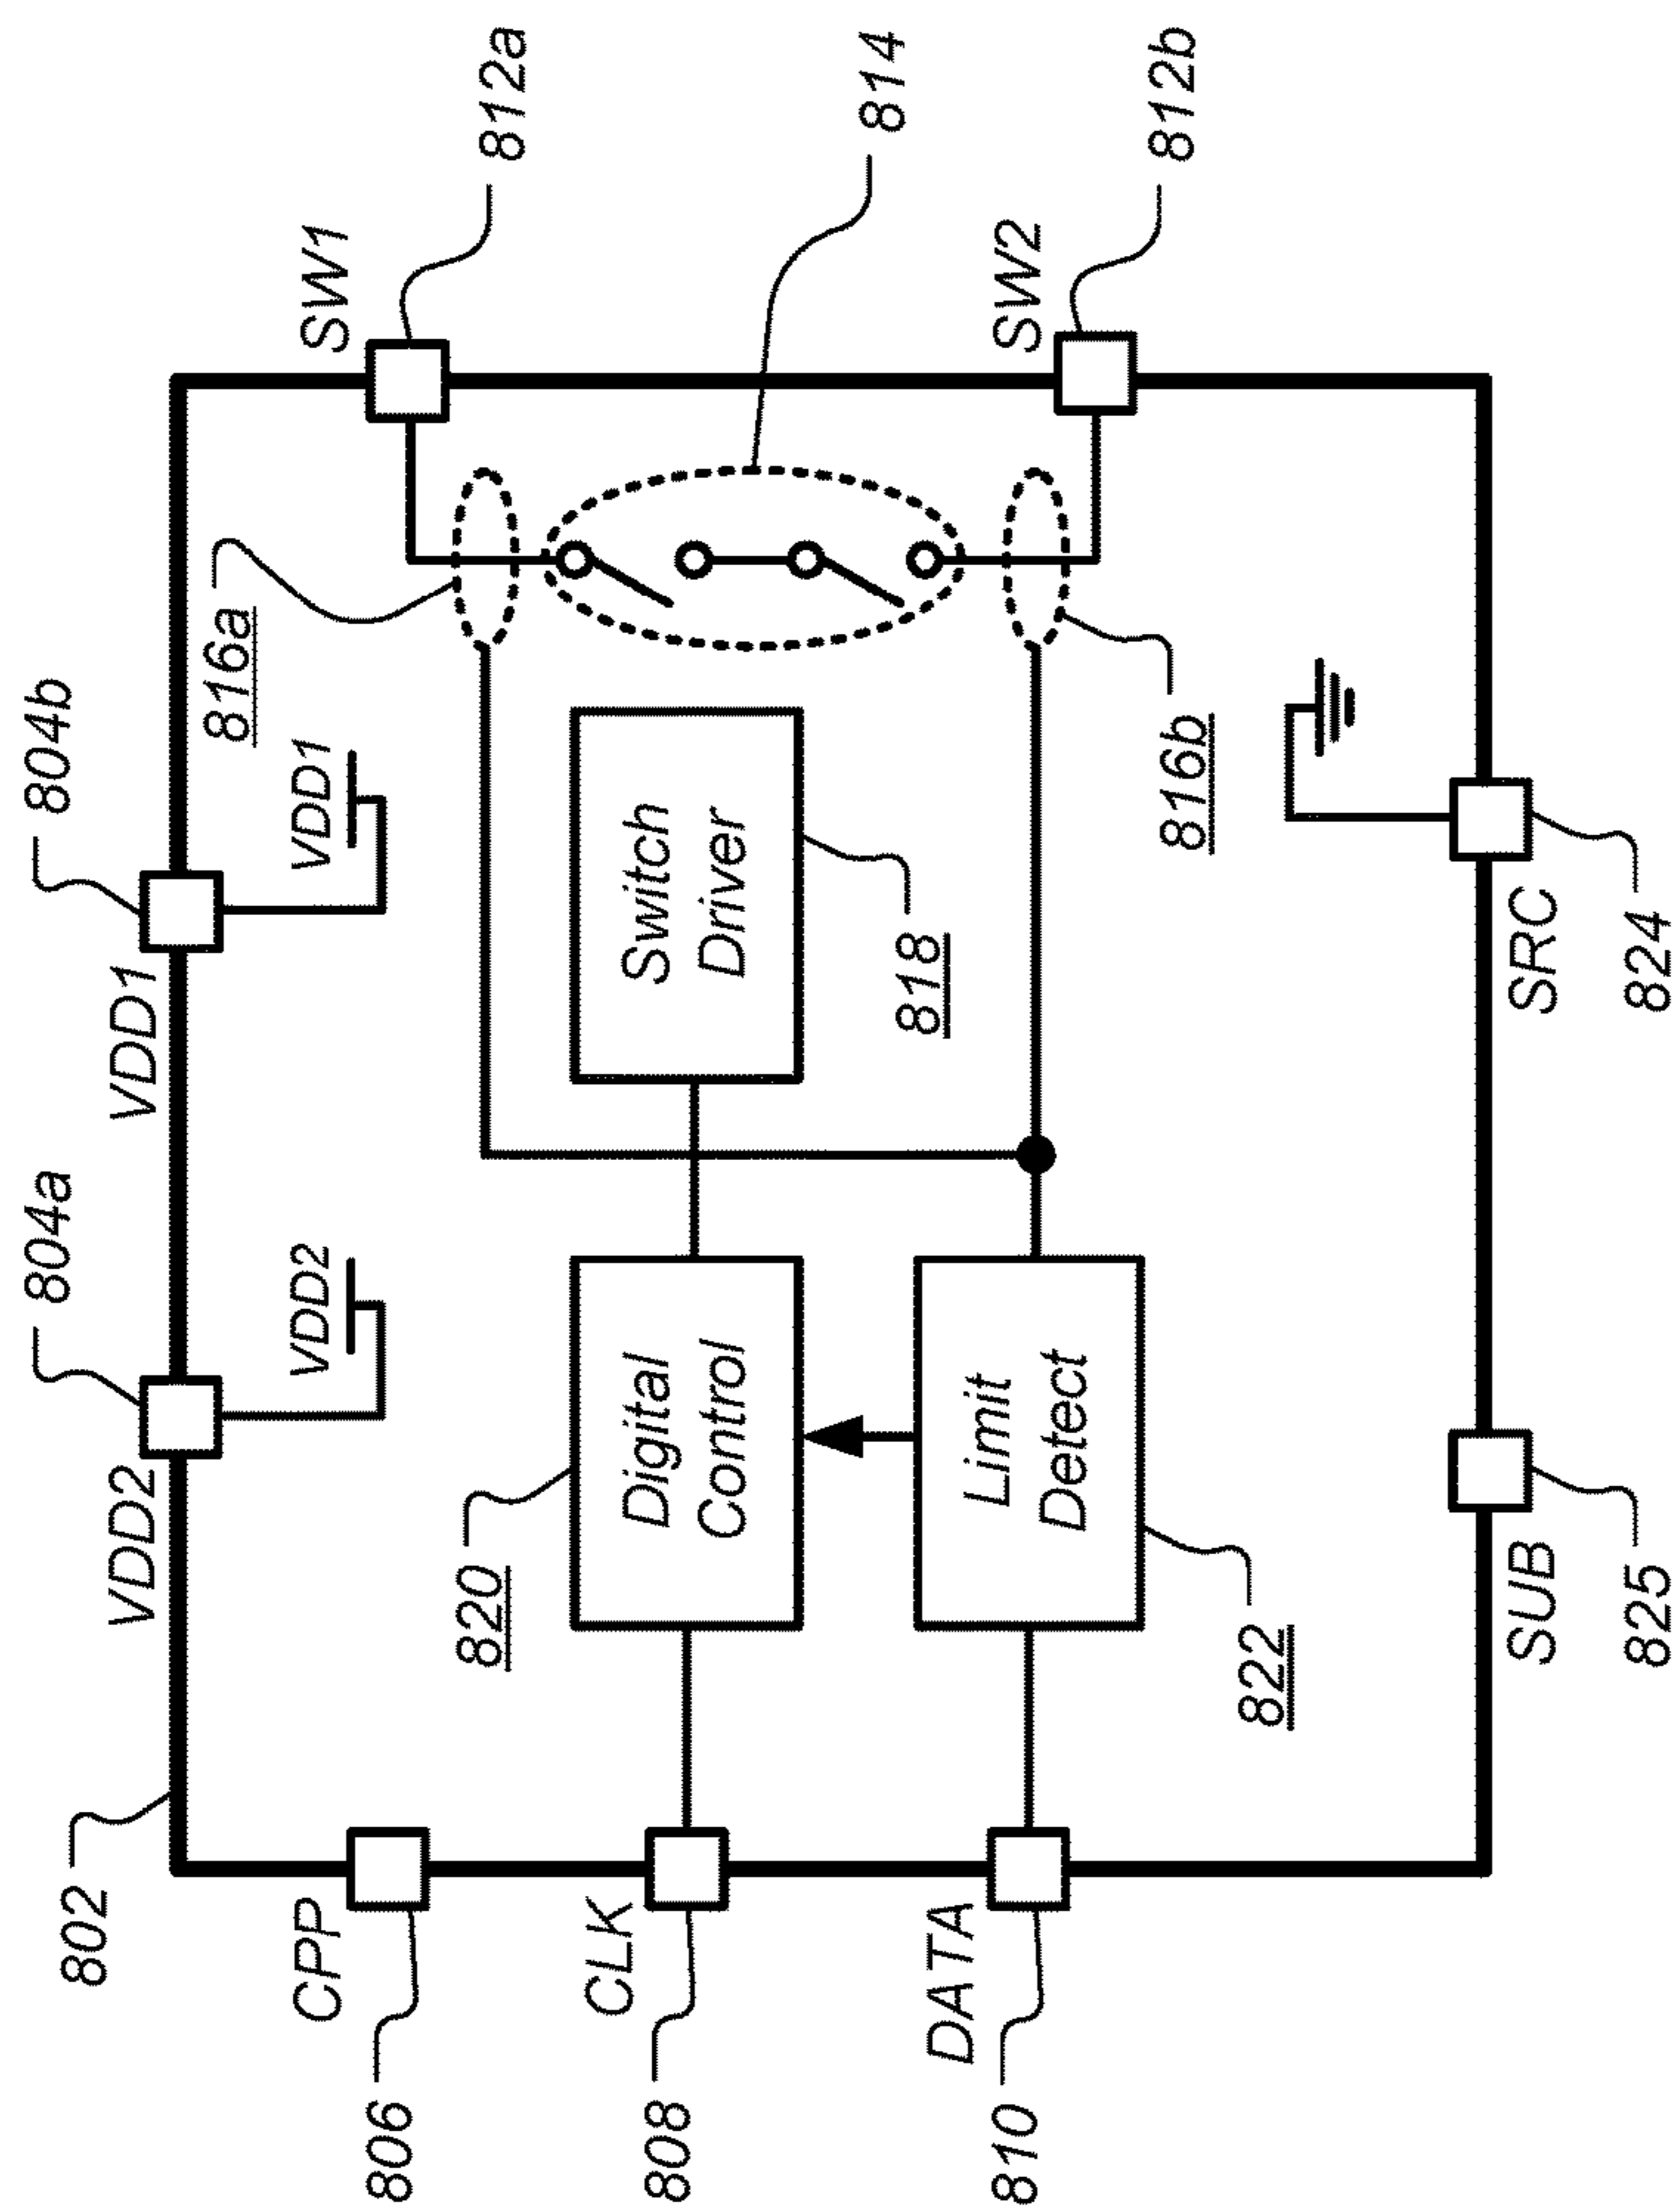 804a
804b
802
VDD2
VDD1
VDD2
VDD1
816a
SW1
812a
CPP
806
820
Digital
Control
Switch
Driver
818
814
CLK
808
Limit
Detect
822
816b
SW2
812b
DATA
810
SUB
825
SRC
824